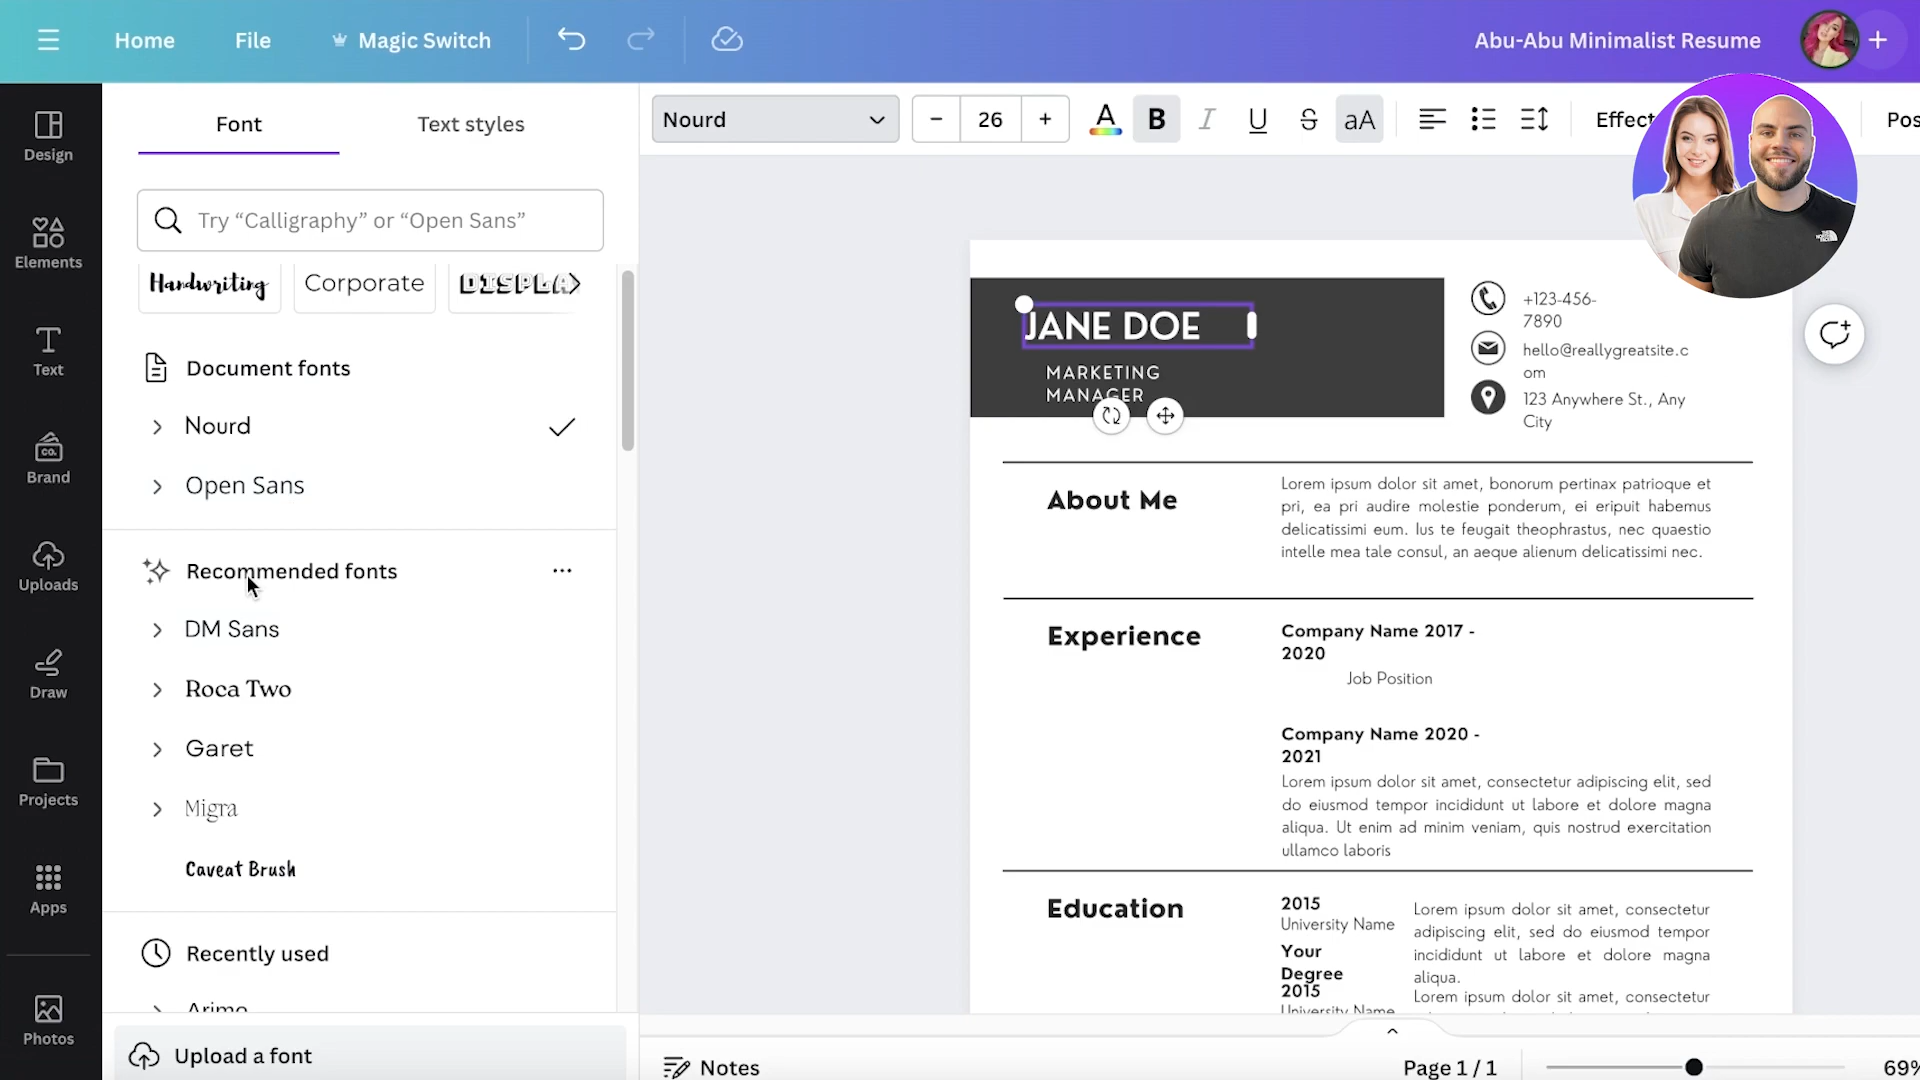 Home
File
Magic Switch
Abu-Abu Minimalist Resume
Design
Elements
Text
Brand
Uploads
Draw
Projects
Apps
Photos
Font
Text styles
Try “Calligraphy” or “Open Sans”
Handwriting
Corporate
DISPLA
Document fonts
Nourd
Open Sans
Recommended fonts
DM Sans
Roca Two
Garet
Migra
Caveat Brush
Recently used
Arimo
Upload a font
Nourd
26
A
B
I
U
S
aA
Effect
Pos
JANE DOE
MARKETING
MANAGER
+123-456-
7890
hello@reallygreatsite.c
om
123 Anywhere St., Any
City
About Me
Lorem ipsum dolor sit amet, bonorum pertinax patrioque et
pri, ea pri audire molestie ponderum, ei eripuit habemus
delicatissimi eum. Ius te feugait theophrastus, nec quaestio
intelle mea tale consul, an aeque alienum delicatissimi nec.
Experience
Company Name 2017 -
2020
Job Position
Company Name 2020 -
2021
Lorem ipsum dolor sit amet, consectetur adipiscing elit, sed
do eiusmod tempor incididunt ut labore et dolore magna
aliqua. Ut enim ad minim veniam, quis nostrud exercitation
ullamco laboris
Education
2015
University Name
Your
Degree
2015
University Name
Lorem ipsum dolor sit amet, consectetur
adipiscing elit, sed do eiusmod tempor
incididunt ut labore et dolore magna
aliqua.
Lorem ipsum dolor sit amet, consectetur
Notes
Page 1 / 1
69%